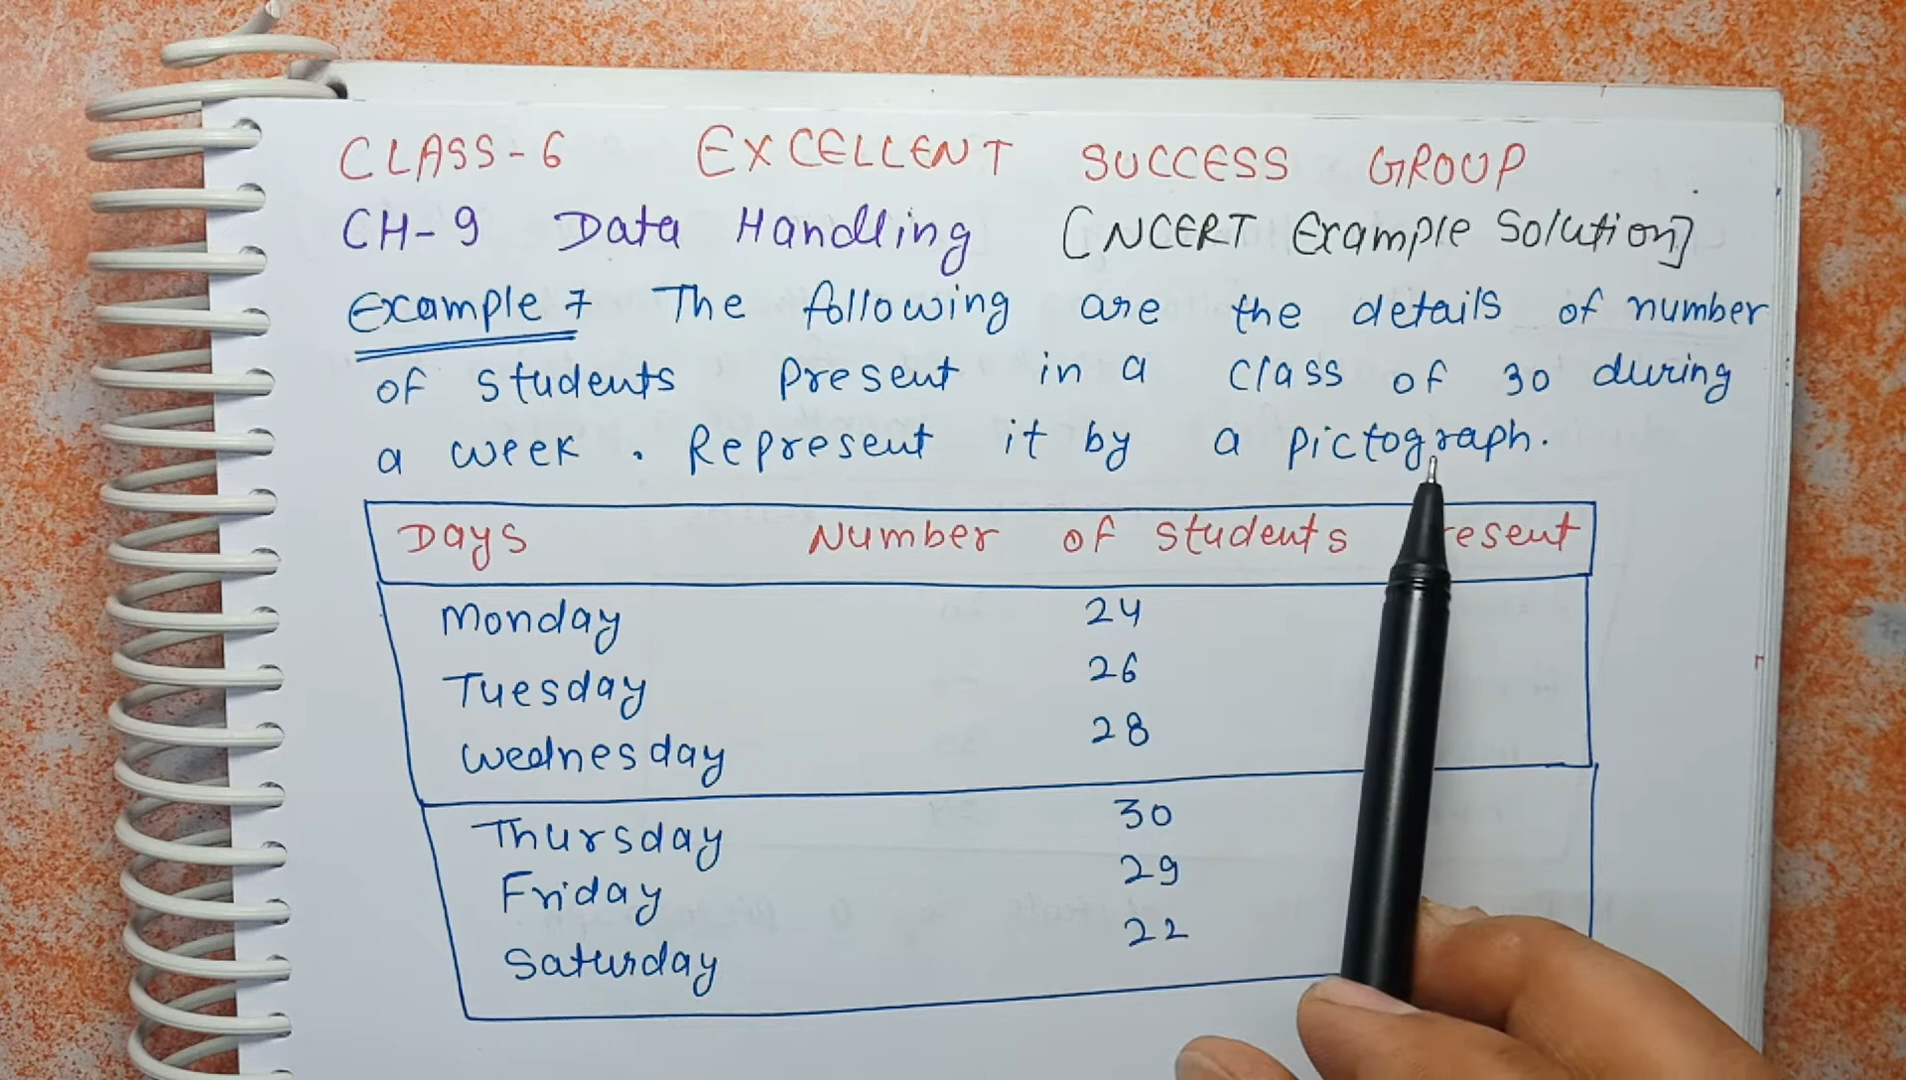 CLASS-6 EXCELLENT SUCCESS GROUP
CH-9 Data Handling [NCERT Example Solution]
Example 7 The following are the details of number
of students present in a class of 30 during
a week. Represent it by a pictograph.
Days Number of students esent
Monday 24
Tuesday 26
Wednesday 28
Thursday 30
Friday 29
Saturday 22